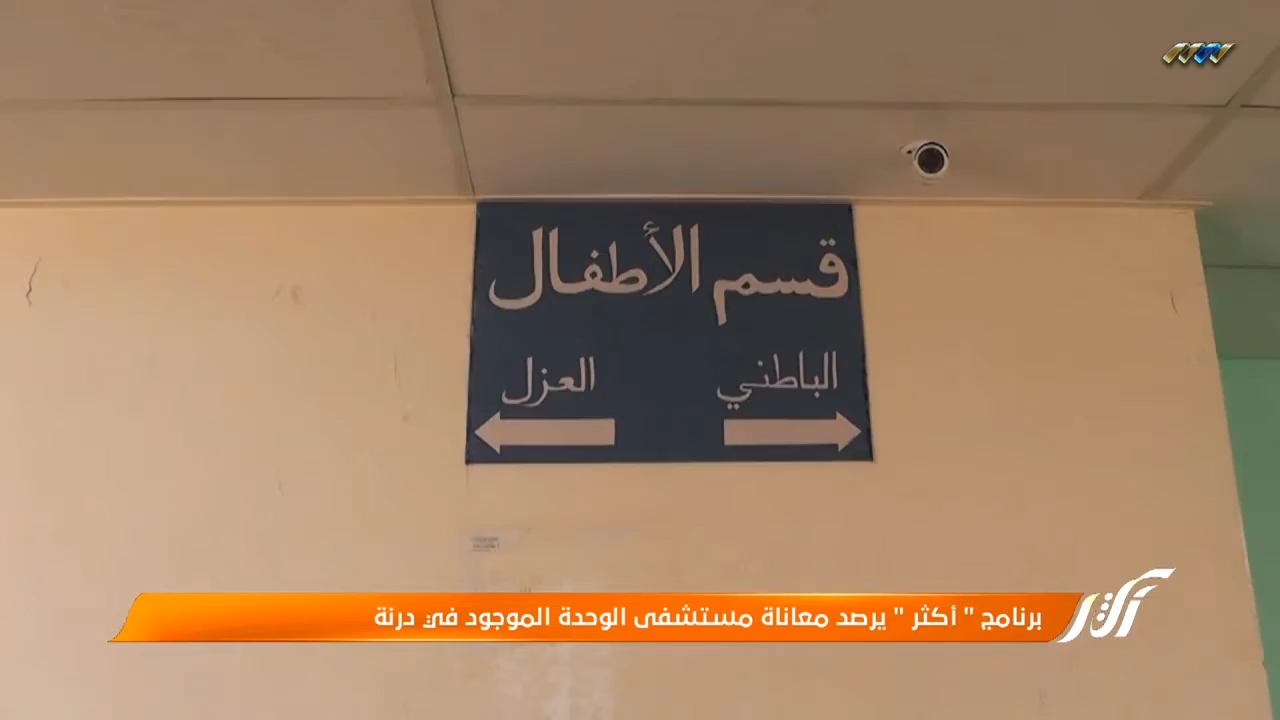 قسم الأطفال
الباطني
العزل
برنامج " أكثر " يرصد معاناة مستشفى الوحدة الموجود في درنة
أكثر